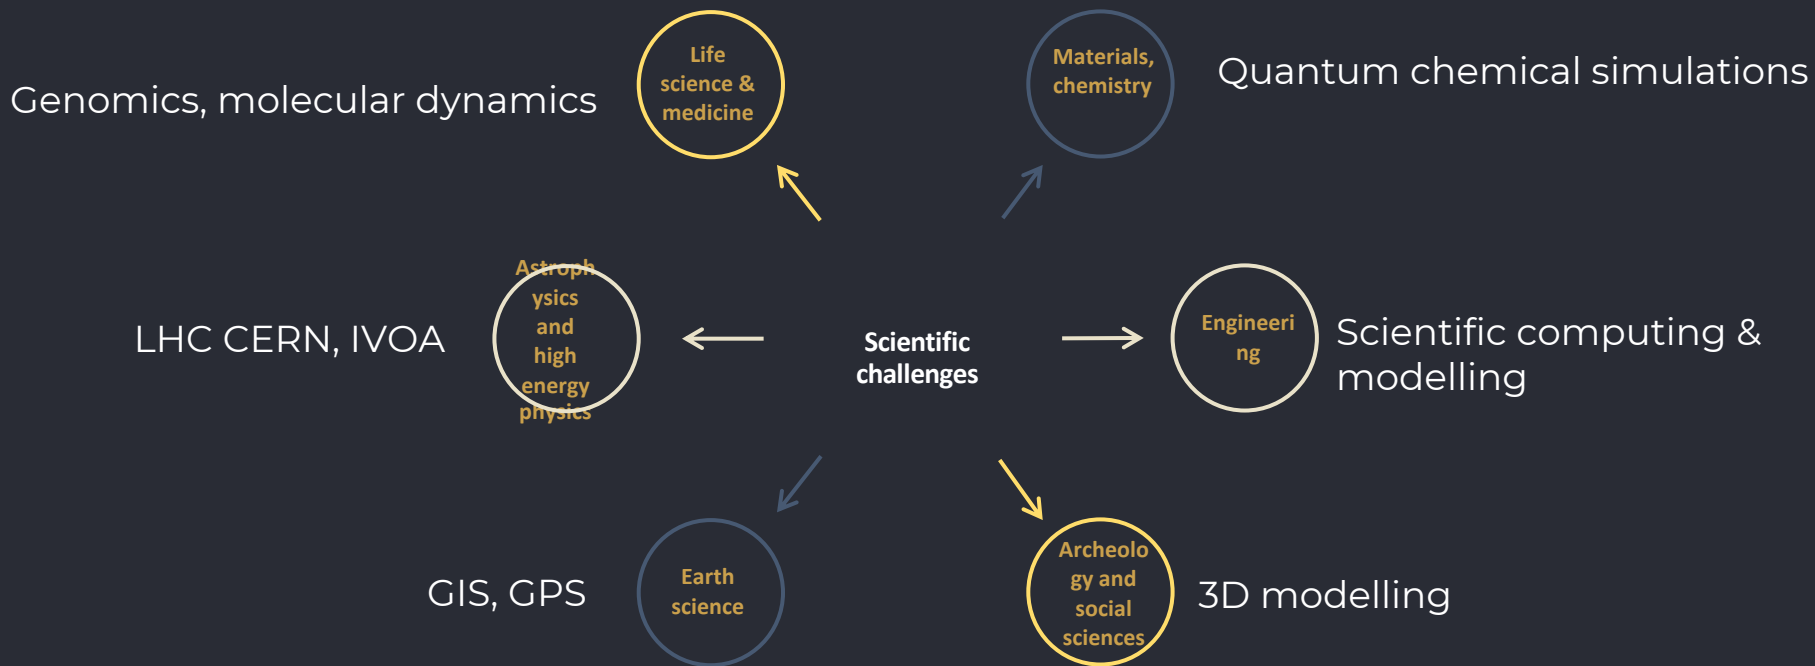 Genomics, molecular dynamics
Life
science &
medicine
Materials,
chemistry
Quantum chemical simulations
LHC CERN, IVOA
Astroph
ysics
and
high
energy
physics
Scientific
challenges
Engineeri
ng
Scientific computing &
modelling
GIS, GPS
Earth
science
Archeolo
gy and
social
sciences
3D modelling